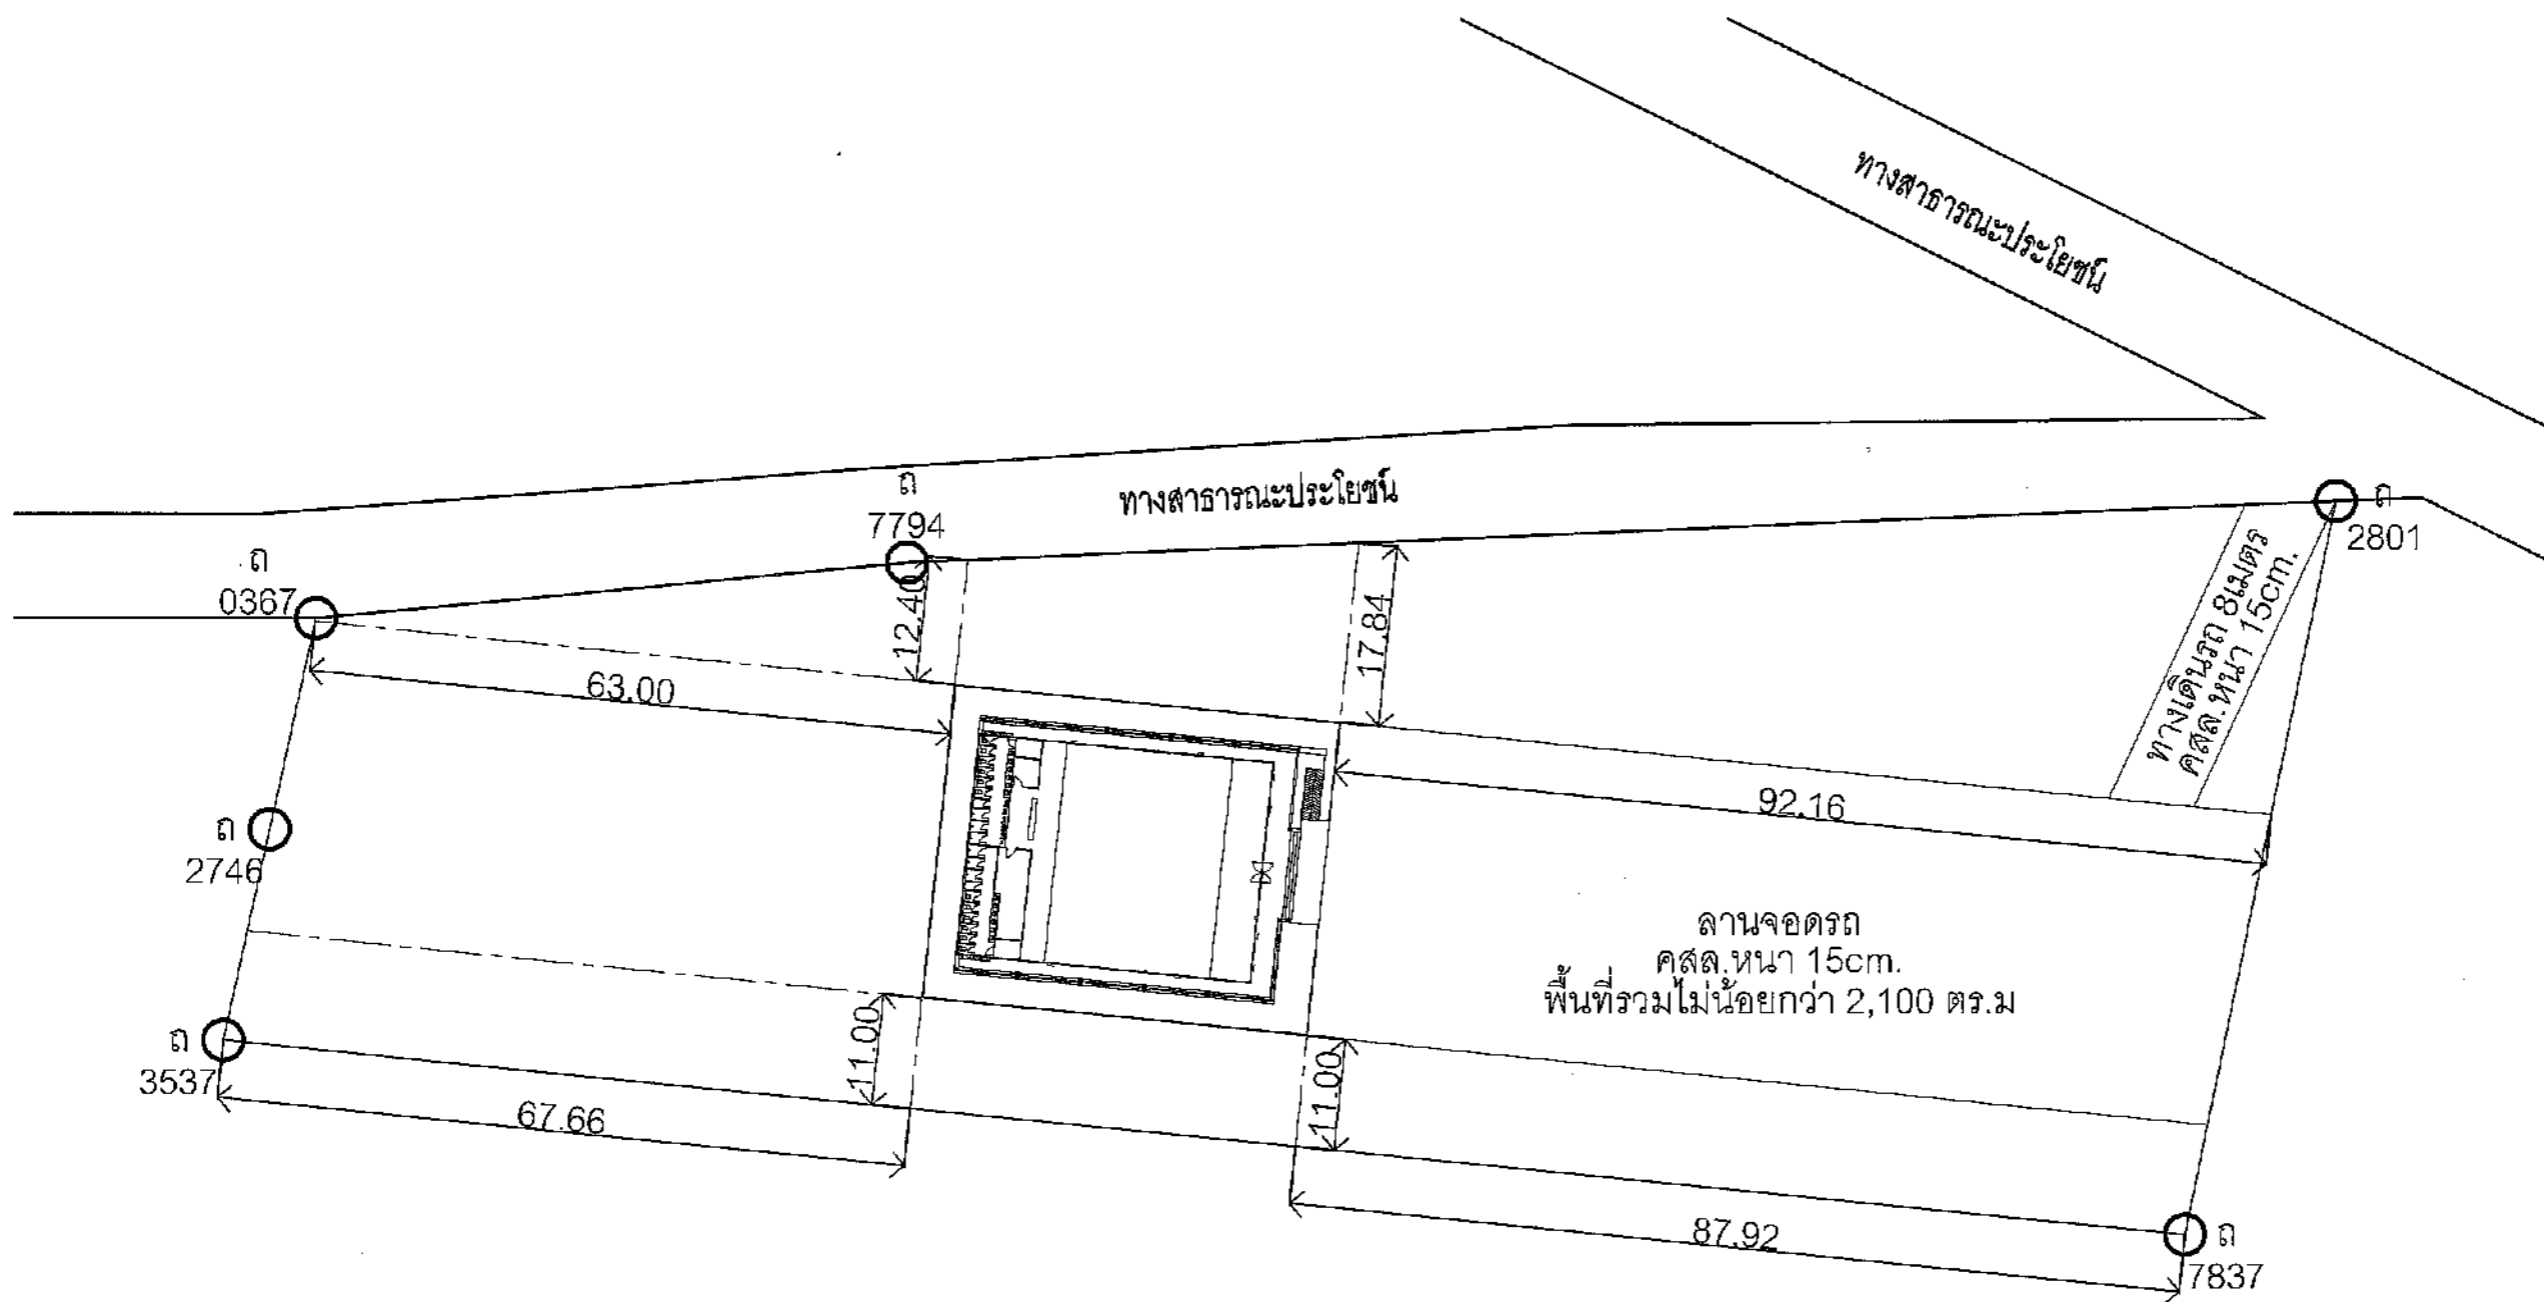 ทางสาธารณะประโยชน์
ถ
7794
ทางสาธารณะประโยชน์
ถ
2801
ถ
0367
12.40
17.84
ทางเดินรถ 8เมตร
คสล.หนา 15cm.
63.00
92.16
ถ
2746
ลานจอดรถ
คสล.หนา 15cm.
พื้นที่รวมไม่น้อยกว่า 2,100 ตร.ม
ถ
3537
11.00
11.00
67.66
87.92
ถ
7837